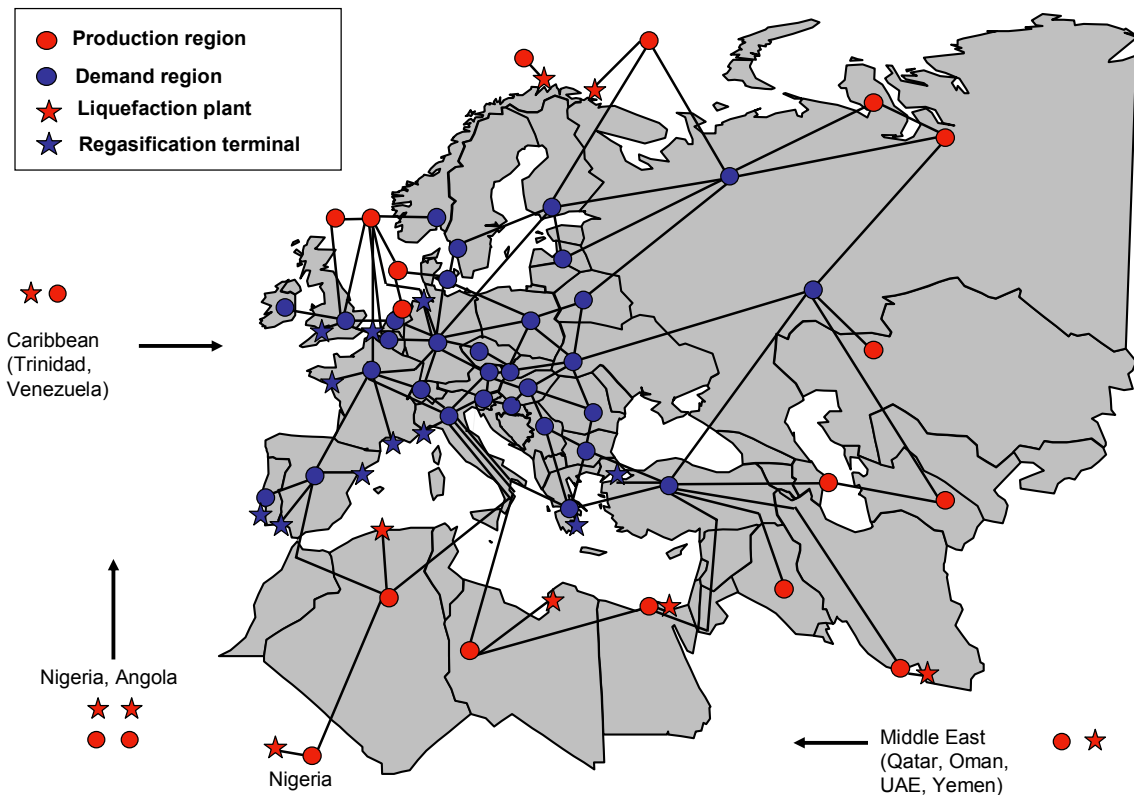 Production region
Demand region
Liquefaction plant
Regasification terminal
Caribbean
(Trinidad,
Venezuela)
Nigeria, Angola
Nigeria
Middle East
(Qatar, Oman,
UAE, Yemen)